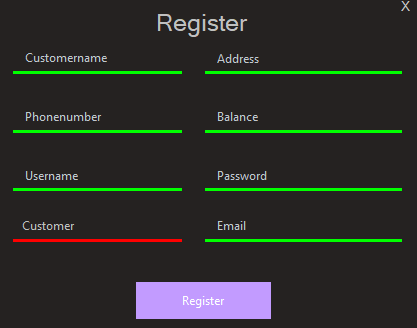 X
Register
Customername
Address
Phonenumber
Balance
Username
Password
Customer
Email
Register